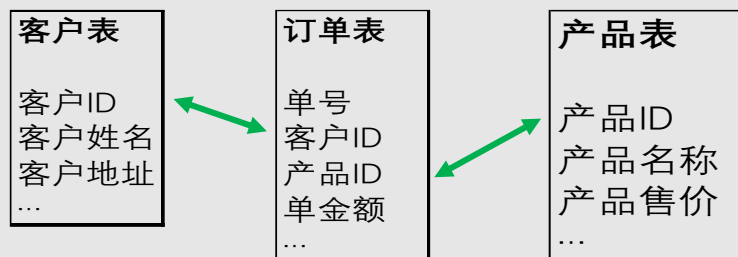 客户表
客户ID
客户姓名
客户地址
...
订单表
单号
客户ID
产品ID
单金额
...
产品表
产品ID
产品名称
产品售价
...